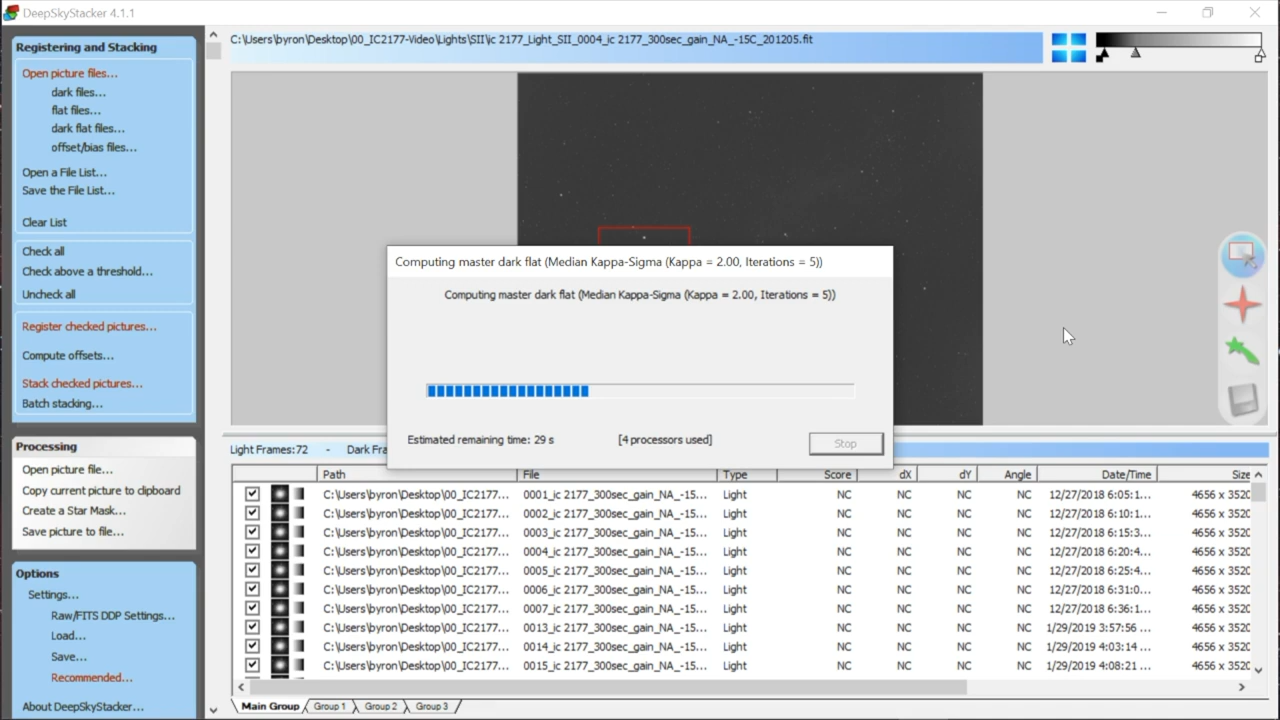 DeepSkyStacker 4.1.1
Registering and Stacking
Open picture files...
dark files...
flat files...
dark flat files...
offset/bias files...
Open a File List...
Save the File List...
Clear List
Check all
Check above a threshold...
Uncheck all
Register checked pictures...
Compute offsets...
Stack checked pictures...
Batch stacking...
Processing
Open picture file...
Copy current picture to clipboard
Create a Star Mask...
Save picture to file...
Options
Settings...
Raw/FITS DDP Settings...
Load...
Save...
Recommended...
About DeepSkyStacker...
C:\Users\byron\Desktop\00_IC2177-Video\Lights\SII\ic 2177_Light_SII_0004_ic 2177_300sec_gain_NA_-15C_201205.fit
Computing master dark flat (Median Kappa-Sigma (Kappa = 2.00, Iterations = 5))
Computing master dark flat (Median Kappa-Sigma (Kappa = 2.00, Iterations = 5))
Estimated remaining time: 29 s [4 processors used] Stop
Light Frames:72 - Dark Fra
Path File Type Score dX dY Angle Date/Time Size
C:\Users\byron\Desktop\00_IC2177... 0001_ic 2177_300sec_gain_NA_-15... Light NC NC NC NC 12/27/2018 6:05:1... 4656 x 3520
C:\Users\byron\Desktop\00_IC2177... 0002_ic 2177_300sec_gain_NA_-15... Light NC NC NC NC 12/27/2018 6:10:1... 4656 x 3520
C:\Users\byron\Desktop\00_IC2177... 0003_ic 2177_300sec_gain_NA_-15... Light NC NC NC NC 12/27/2018 6:15:3... 4656 x 3520
C:\Users\byron\Desktop\00_IC2177... 0004_ic 2177_300sec_gain_NA_-15... Light NC NC NC NC 12/27/2018 6:20:4... 4656 x 3520
C:\Users\byron\Desktop\00_IC2177... 0005_ic 2177_300sec_gain_NA_-15... Light NC NC NC NC 12/27/2018 6:25:4... 4656 x 3520
C:\Users\byron\Desktop\00_IC2177... 0006_ic 2177_300sec_gain_NA_-15... Light NC NC NC NC 12/27/2018 6:31:0... 4656 x 3520
C:\Users\byron\Desktop\00_IC2177... 0007_ic 2177_300sec_gain_NA_-15... Light NC NC NC NC 12/27/2018 6:36:1... 4656 x 3520
C:\Users\byron\Desktop\00_IC2177... 0013_ic 2177_300sec_gain_NA_-15... Light NC NC NC NC 1/29/2019 3:57:56 ... 4656 x 3520
C:\Users\byron\Desktop\00_IC2177... 0014_ic 2177_300sec_gain_NA_-15... Light NC NC NC NC 1/29/2019 4:03:14 ... 4656 x 3520
C:\Users\byron\Desktop\00_IC2177... 0015_ic 2177_300sec_gain_NA_-15... Light NC NC NC NC 1/29/2019 4:08:21 ... 4656 x 3520
Main Group Group 1 Group 2 Group 3